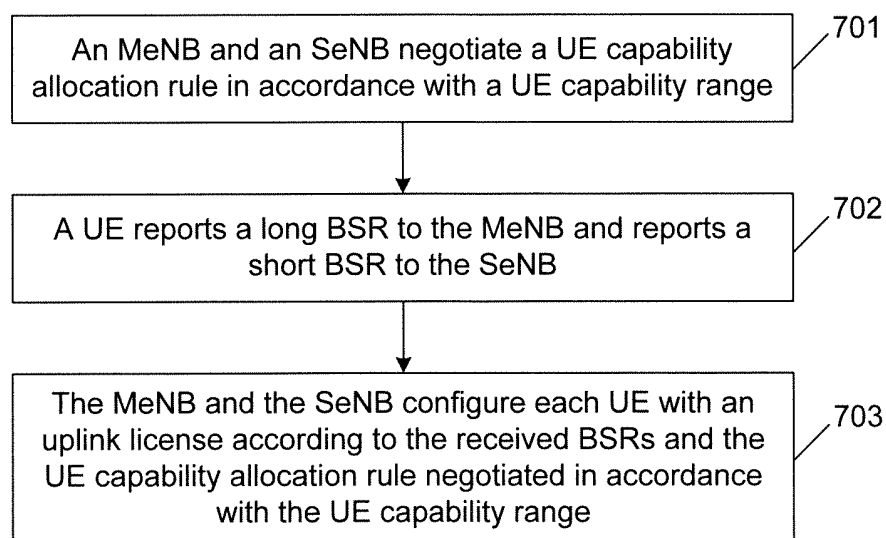 An MeNB and an SeNB negotiate a UE capability
allocation rule in accordance with a UE capability range
701
A UE reports a long BSR to the MeNB and reports a
short BSR to the SeNB
702
The MeNB and the SeNB configure each UE with an
uplink license according to the received BSRs and the
UE capability allocation rule negotiated in accordance
with the UE capability range
703